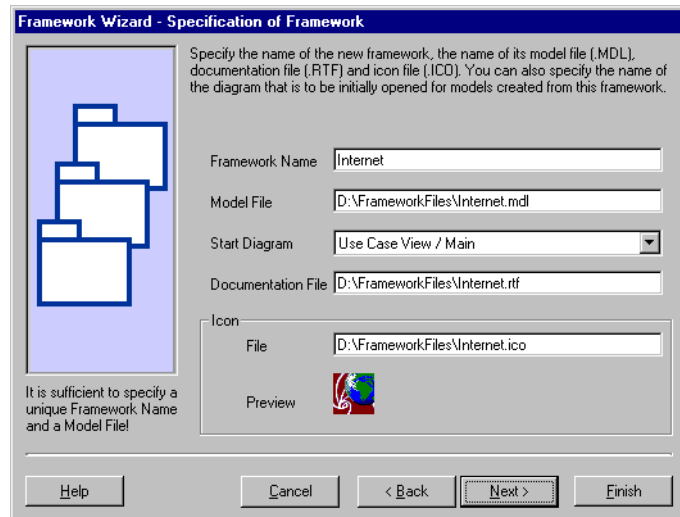 Framework Wizard - Specification of Framework
Specify the name of the new framework, the name of its model file (.MDL),
documentation file (.RTF) and icon file (.ICO). You can also specify the name of
the diagram that is to be initially opened for models created from this framework.
Framework Name Internet
Model File D:\FrameworkFiles\Internet.mdl
Start Diagram Use Case View / Main
Documentation File D:\FrameworkFiles\Internet.rtf
Icon
File D:\FrameworkFiles\Internet.ico
Preview
It is sufficient to specify a
unique Framework Name
and a Model File!
Help Cancel < Back Next > Finish